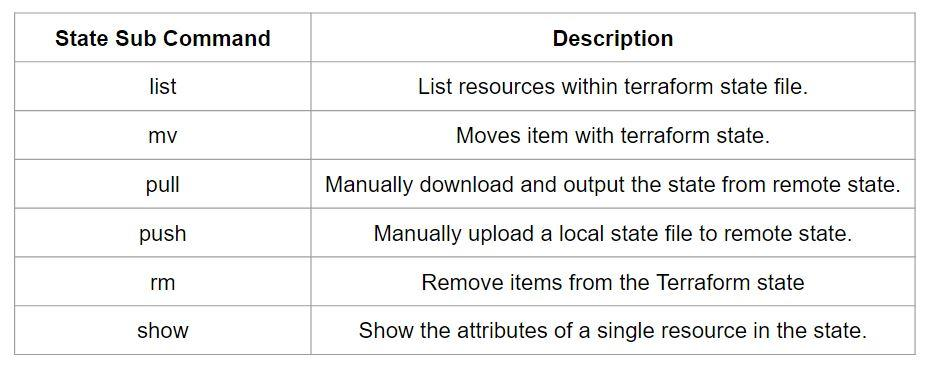 State Sub Command Description
list List resources within terraform state file.
mv Moves item with terraform state.
pull Manually download and output the state from remote state.
push Manually upload a local state file to remote state.
rm Remove items from the Terraform state
show Show the attributes of a single resource in the state.